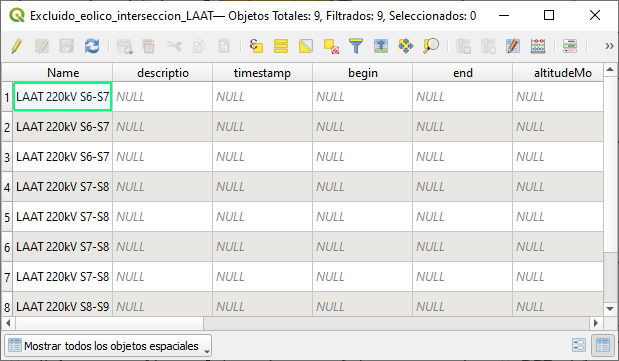 Excluido_eolico_interseccion_LAAT— Objetos Totales: 9, Filtrados: 9, Seleccionados: 0
Name descriptio timestamp begin end altitudeMo
1 LAAT 220kV S6-S7 NULL NULL NULL NULL NULL
2 LAAT 220kV S6-S7 NULL NULL NULL NULL NULL
3 LAAT 220kV S6-S7 NULL NULL NULL NULL NULL
4 LAAT 220kV S7-S8 NULL NULL NULL NULL NULL
5 LAAT 220kV S7-S8 NULL NULL NULL NULL NULL
6 LAAT 220kV S7-S8 NULL NULL NULL NULL NULL
7 LAAT 220kV S7-S8 NULL NULL NULL NULL NULL
8 LAAT 220kV S8-S9 NULL NULL NULL NULL NULL
Mostrar todos los objetos espaciales